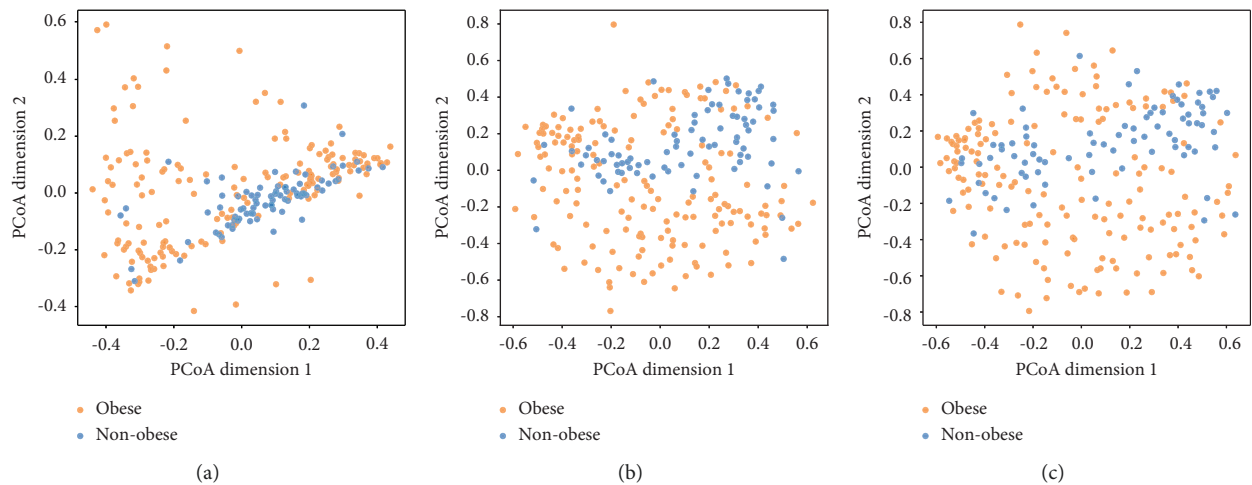 0.6
0.4
0.2
0.0
-0.2
-0.4
PCoA dimension 2
-0.4 -0.2 0.0 0.2 0.4
PCoA dimension 1
Obese
Non-obese
(a)
0.8
0.6
0.4
0.2
0.0
-0.2
-0.4
-0.6
-0.8
PCoA dimension 2
-0.6 -0.4 -0.2 0.0 0.2 0.4 0.6
PCoA dimension 1
Obese
Non-obese
(b)
0.8
0.6
0.4
0.2
0.0
-0.2
-0.4
-0.6
-0.8
PCoA dimension 2
-0.6 -0.4 -0.2 0.0 0.2 0.4 0.6
PCoA dimension 1
Obese
Non-obese
(c)